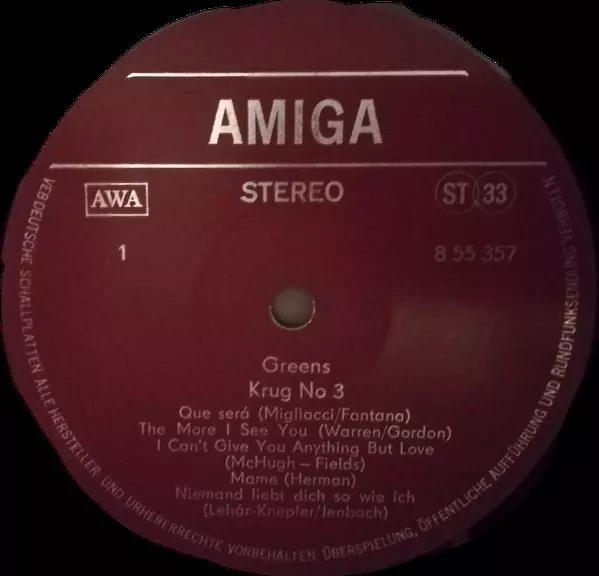 AMIGA
AWA
STEREO
ST 33
1
8 55 357
Greens
Krug No 3
Que será (Migliacci/Fontana)
The More I See You (Warren/Gordon)
I Can't Give You Anything But Love
(McHugh – Fields)
Mame (Herman)
Niemand liebt dich so wie ich
(Lehár-Knepler/Jenbach)
VEB DEUTSCHE SCHALLPLATTEN ALLE HERSTELLER- UND URHEBERRECHTE VORBEHALTEN · ÜBERSPIELUNG, ÖFFENTLICHE AUFFÜHRUNG UND RUNDFUNKSENDUNG VERBOTEN